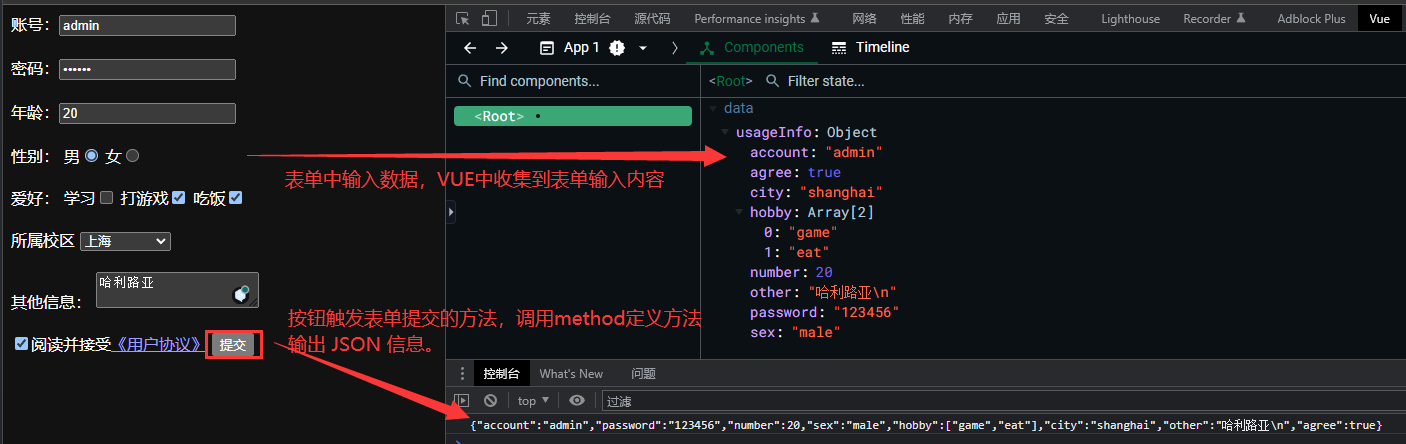 账号： admin
密码： ••••••
年龄： 20
性别： 男 女
爱好： 学习 打游戏 吃饭
所属校区 上海
其他信息： 哈利路亚
阅读并接受《用户协议》 提交
元素 控制台 源代码 Performance insights 网络 性能 内存 应用 安全 Lighthouse Recorder Adblock Plus Vue
App 1 Components Timeline
Find components...
<Root>
<Root> Filter state...
data
usageInfo: Object
account: "admin"
agree: true
city: "shanghai"
hobby: Array[2]
0: "game"
1: "eat"
number: 20
other: "哈利路亚\n"
password: "123456"
sex: "male"
表单中输入数据，VUE中收集到表单输入内容
按钮触发表单提交的方法，调用method定义方法
输出 JSON 信息。
控制台 What's New 问题
top 过滤
{"account":"admin","password":"123456","number":20,"sex":"male","hobby":["game","eat"],"city":"shanghai","other":"哈利路亚\n","agree":true}